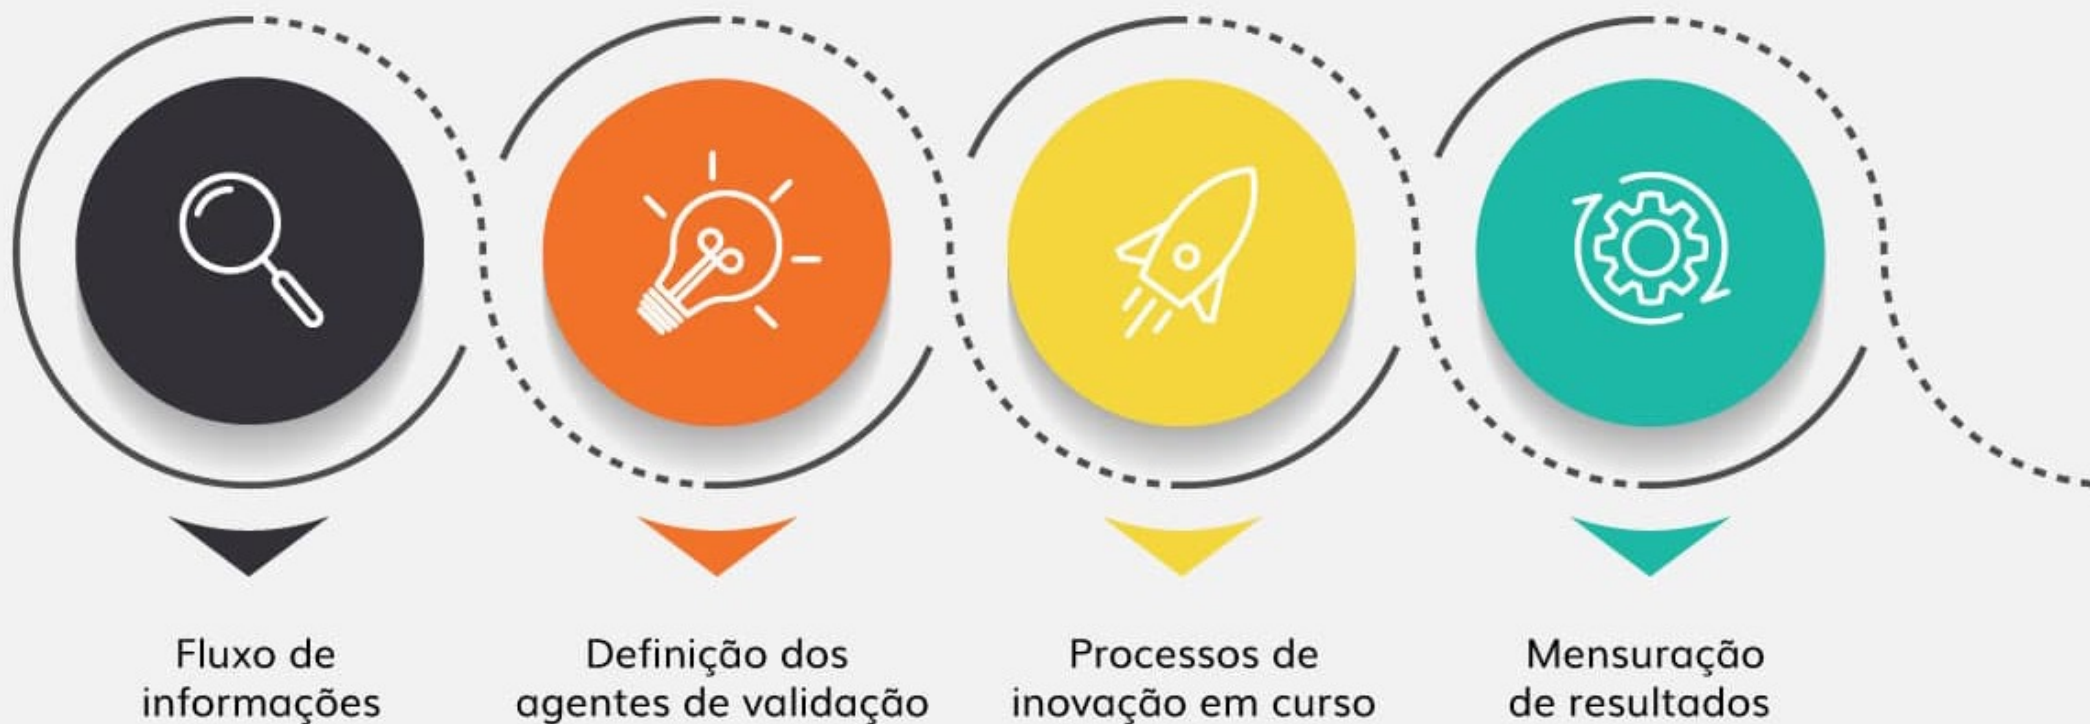 Fluxo de
informações
Definição dos
agentes de validação
Processos de
inovação em curso
Mensuração
de resultados